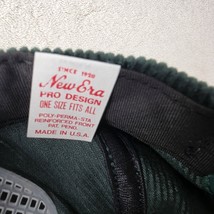 SINCE 1920
New Era
PRO DESIGN
ONE SIZE FITS ALL
POLY-PERMA-STA
REINFORCED FRONT
PAT. PEND.
MADE IN U.S.A.